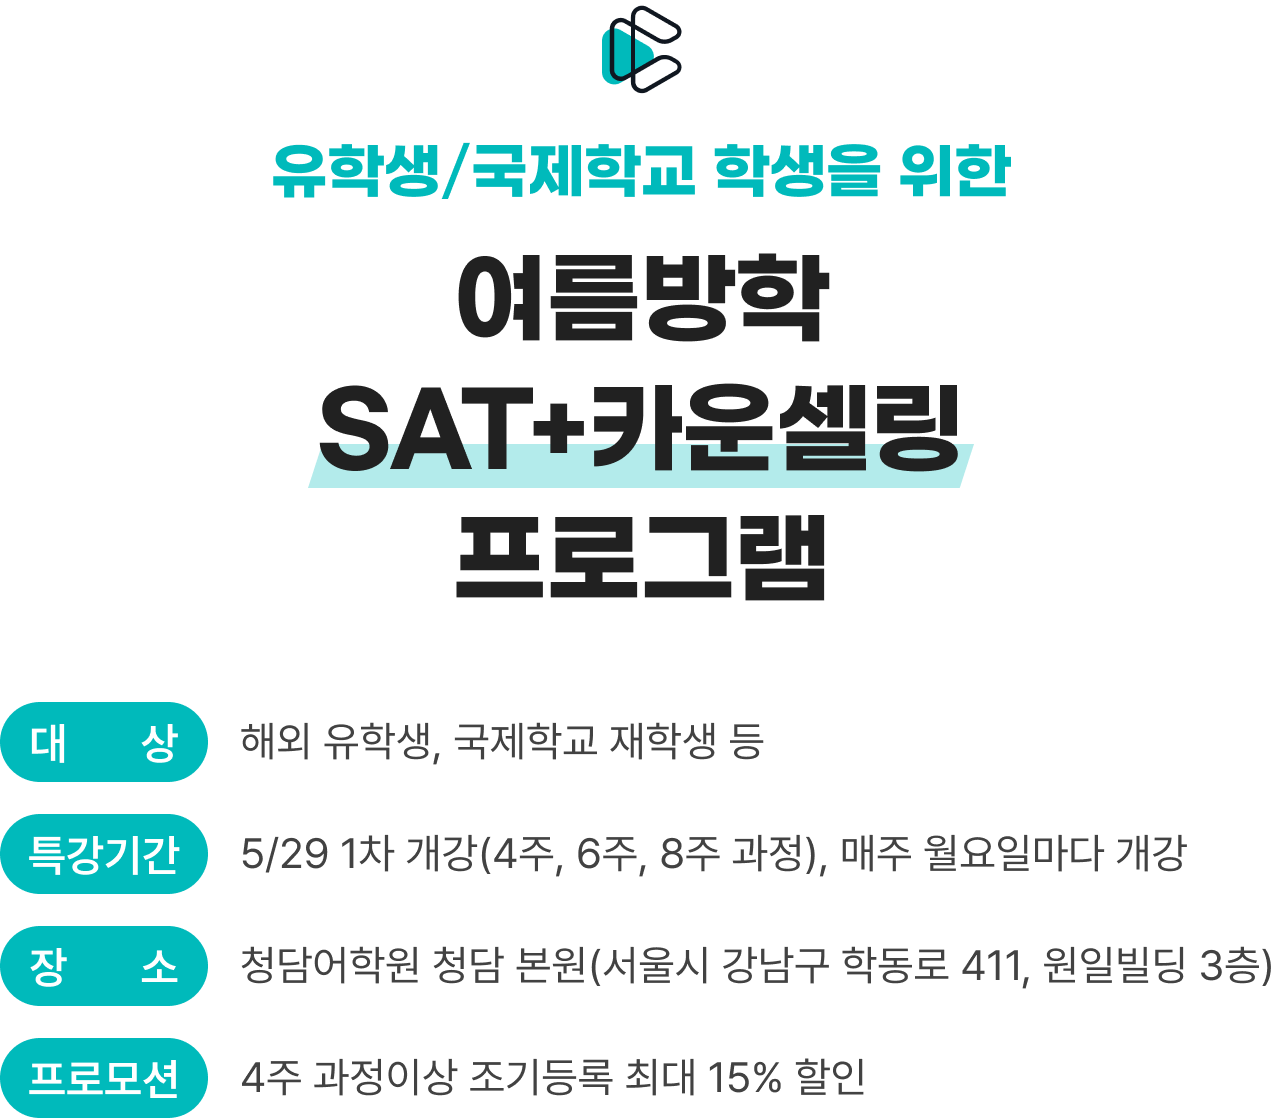 유학생/국제학교 학생을 위한
여름방학
SAT+카운셀링
프로그램
대 상 해외 유학생, 국제학교 재학생 등
특강기간 5/29 1차 개강(4주, 6주, 8주 과정), 매주 월요일마다 개강
장 소 청담어학원 청담 본원(서울시 강남구 학동로 411, 원일빌딩 3층)
프로모션 4주 과정이상 조기등록 최대 15% 할인